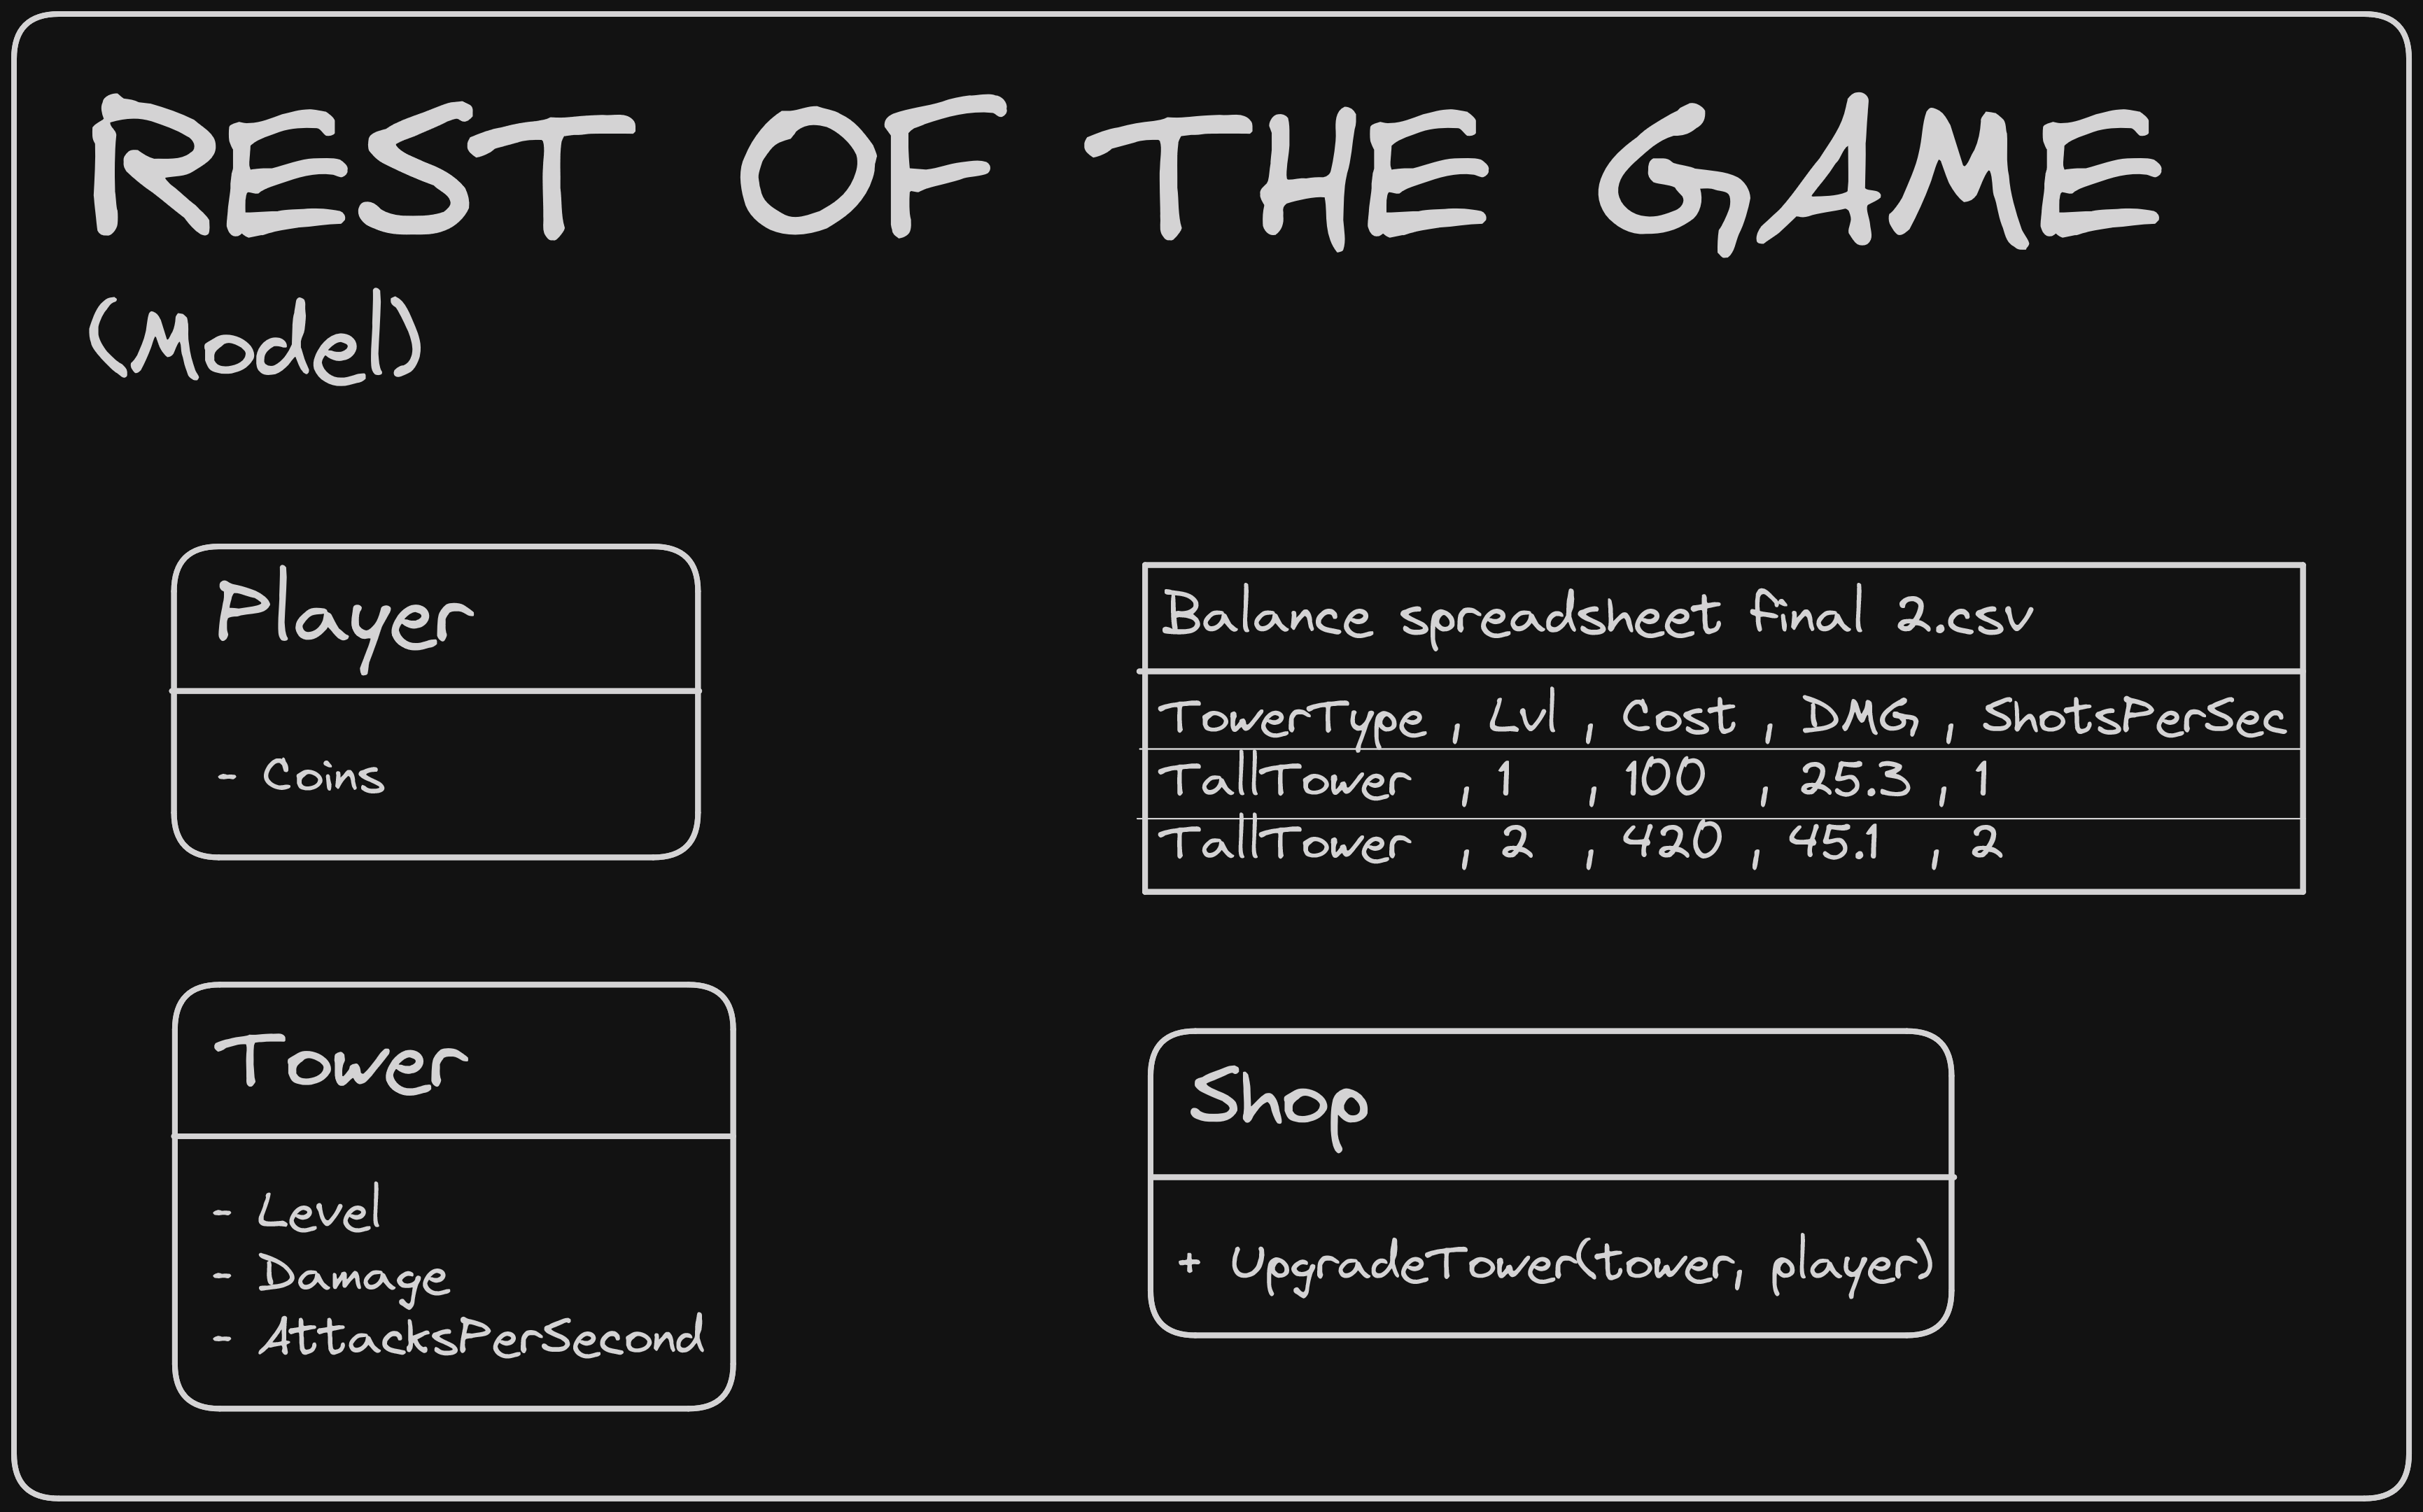 REST OF THE GAME
(Model)
Player
- Coins
Balance spreadsheet final 2.csv
TowerType , Lvl , Cost , DMG , ShotsPerSec
TallTower , 1 , 100 , 25.3 , 1
TallTower , 2 , 420 , 45.1 , 2
Tower
- Level
- Damage
- AttacksPerSecond
Shop
+ UpgradeTower(tower, player)